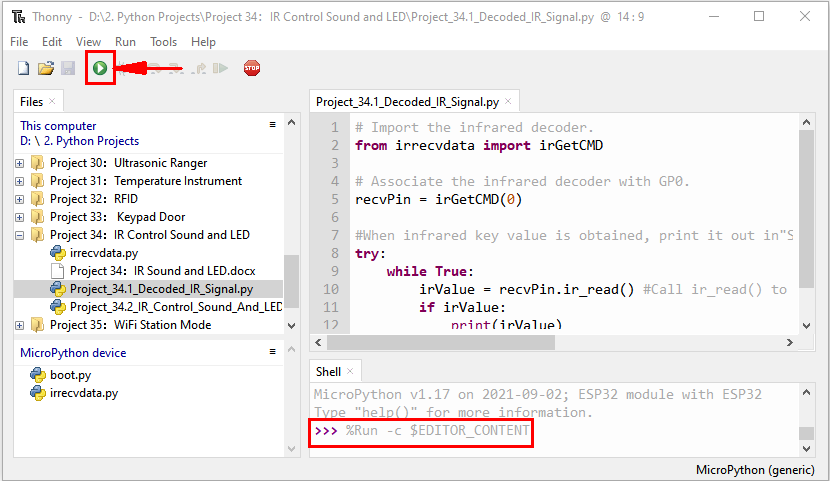 Thonny - D:\2. Python Projects\Project 34：IR Control Sound and LED\Project_34.1_Decoded_IR_Signal.py @ 14 : 9
File Edit View Run Tools Help
STOP
Files
This computer
D: \ 2. Python Projects
Project 30：Ultrasonic Ranger
Project 31：Temperature Instrument
Project 32：RFID
Project 33： Keypad Door
Project 34：IR Control Sound and LED
irrecvdata.py
Project 34：IR Sound and LED.docx
Project_34.1_Decoded_IR_Signal.py
Project_34.2_IR_Control_Sound_And_LED
Project 35：WiFi Station Mode
MicroPython device
boot.py
irrecvdata.py
Project_34.1_Decoded_IR_Signal.py
1 # Import the infrared decoder.
2 from irrecvdata import irGetCMD
3
4 # Associate the infrared decoder with GP0.
5 recvPin = irGetCMD(0)
6
7 #When infrared key value is obtained, print it out in"S
8 try:
9     while True:
10         irValue = recvPin.ir_read() #Call ir_read() to
11         if irValue:
12             print(irValue)
Shell
MicroPython v1.17 on 2021-09-02; ESP32 module with ESP32
Type "help()" for more information.
>>> %Run -c $EDITOR_CONTENT
MicroPython (generic)